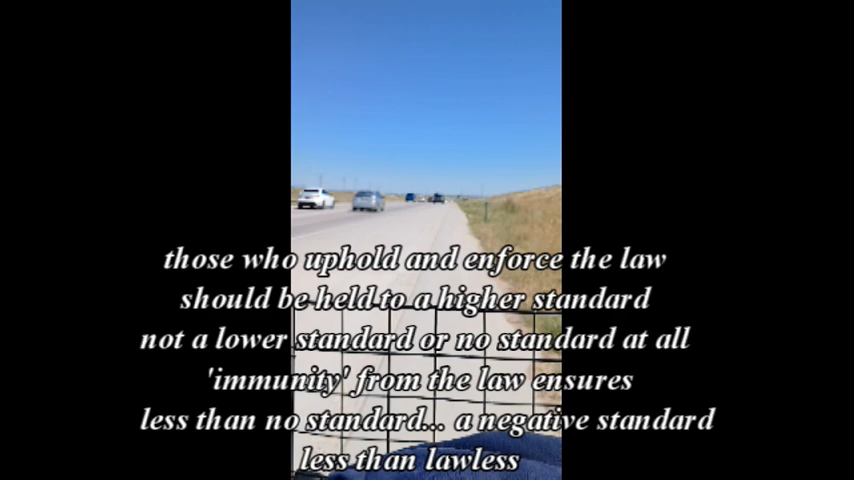 those who uphold and enforce the law
should be held to a higher standard
not a lower standard or no standard at all
'immunity' from the law ensures
less than no standard... a negative standard
less than lawless